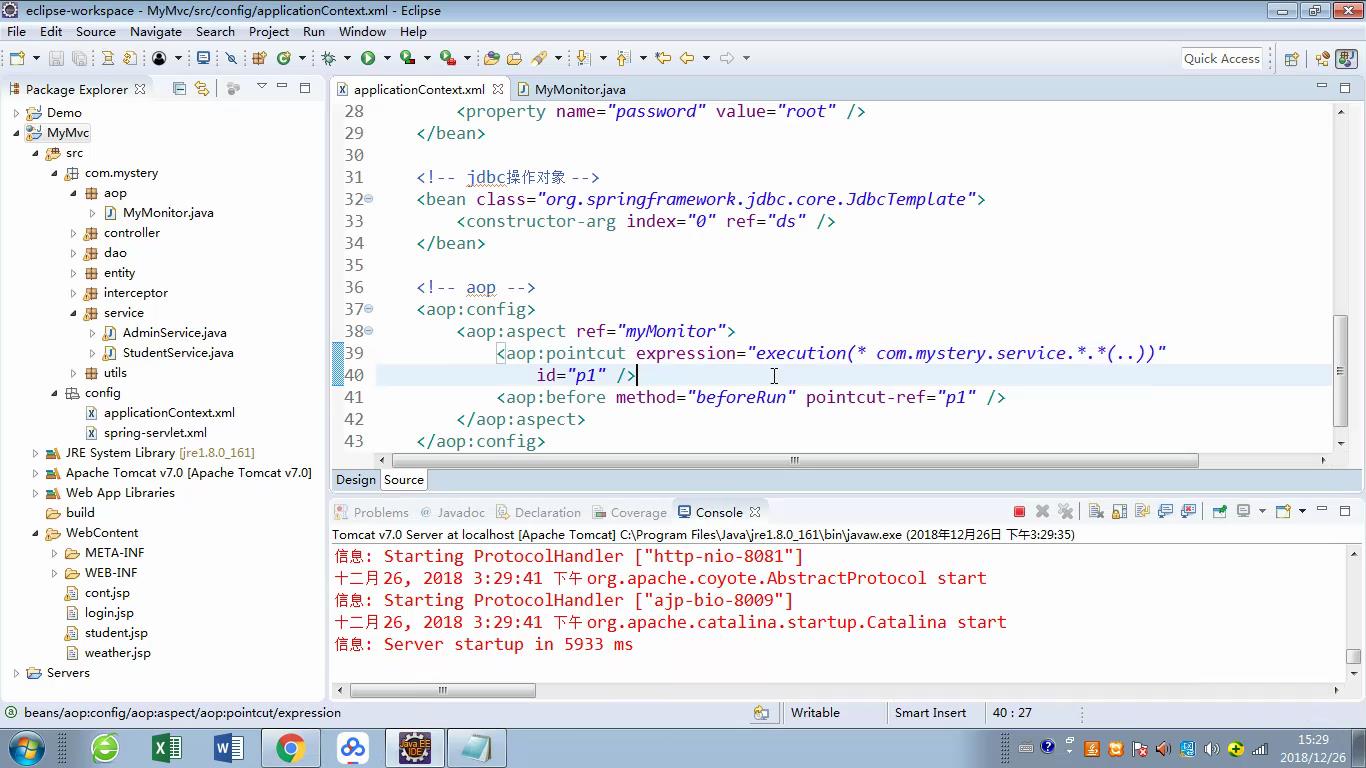 eclipse-workspace - MyMvc/src/config/applicationContext.xml - Eclipse
File Edit Source Navigate Search Project Run Window Help
Quick Access
Package Explorer
Demo
MyMvc
src
com.mystery
aop
MyMonitor.java
controller
dao
entity
interceptor
service
AdminService.java
StudentService.java
utils
config
applicationContext.xml
spring-servlet.xml
JRE System Library [jre1.8.0_161]
Apache Tomcat v7.0 [Apache Tomcat v7.0]
Web App Libraries
build
WebContent
META-INF
WEB-INF
cont.jsp
login.jsp
student.jsp
weather.jsp
Servers
applicationContext.xml MyMonitor.java
28 <property name="password" value="root" />
29 </bean>
30
31 <!-- jdbc操作对象 -->
32 <bean class="org.springframework.jdbc.core.JdbcTemplate">
33 <constructor-arg index="0" ref="ds" />
34 </bean>
35
36 <!-- aop -->
37 <aop:config>
38 <aop:aspect ref="myMonitor">
39 <aop:pointcut expression="execution(* com.mystery.service.*.*(..))"
40 id="p1" />
41 <aop:before method="beforeRun" pointcut-ref="p1" />
42 </aop:aspect>
43 </aop:config>
Design Source
Problems Javadoc Declaration Coverage Console
Tomcat v7.0 Server at localhost [Apache Tomcat] C:\Program Files\Java\jre1.8.0_161\bin\javaw.exe (2018年12月26日 下午3:29:35)
信息: Starting ProtocolHandler ["http-nio-8081"]
十二月 26, 2018 3:29:41 下午 org.apache.coyote.AbstractProtocol start
信息: Starting ProtocolHandler ["ajp-bio-8009"]
十二月 26, 2018 3:29:41 下午 org.apache.catalina.startup.Catalina start
信息: Server startup in 5933 ms
beans/aop:config/aop:aspect/aop:pointcut/expression
Writable Smart Insert 40 : 27
15:29
2018/12/26